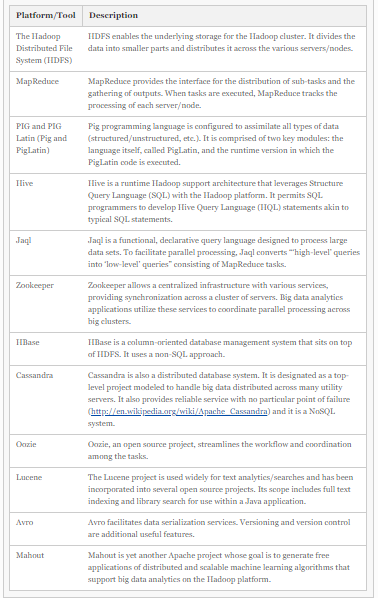 Platform/Tool Description
The Hadoop Distributed File System (HDFS) HDFS enables the underlying storage for the Hadoop cluster. It divides the
data into smaller parts and distributes it across the various servers/nodes.
MapReduce MapReduce provides the interface for the distribution of sub-tasks and the
gathering of outputs. When tasks are executed, MapReduce tracks the
processing of each server/node.
PIG and PIG Latin (Pig and PigLatin) Pig programming language is configured to assimilate all types of data
(structured/unstructured, etc.). It is comprised of two key modules: the
language itself, called PigLatin, and the runtime version in which the
PigLatin code is executed.
Hive Hive is a runtime Hadoop support architecture that leverages Structure
Query Language (SQL) with the Hadoop platform. It permits SQL
programmers to develop Hive Query Language (HQL) statements akin to
typical SQL statements.
Jaql Jaql is a functional, declarative query language designed to process large
data sets. To facilitate parallel processing, Jaql converts “‘high-level’ queries
into ‘low-level’ queries” consisting of MapReduce tasks.
Zookeeper Zookeeper allows a centralized infrastructure with various services,
providing synchronization across a cluster of servers. Big data analytics
applications utilize these services to coordinate parallel processing across
big clusters.
HBase HBase is a column-oriented database management system that sits on top
of HDFS. It uses a non-SQL approach.
Cassandra Cassandra is also a distributed database system. It is designated as a top-
level project modeled to handle big data distributed across many utility
servers. It also provides reliable service with no particular point of failure
(http://en.wikipedia.org/wiki/Apache_Cassandra) and it is a NoSQL
system.
Oozie Oozie, an open source project, streamlines the workflow and coordination
among the tasks.
Lucene The Lucene project is used widely for text analytics/searches and has been
incorporated into several open source projects. Its scope includes full text
indexing and library search for use within a Java application.
Avro Avro facilitates data serialization services. Versioning and version control
are additional useful features.
Mahout Mahout is yet another Apache project whose goal is to generate free
applications of distributed and scalable machine learning algorithms that
support big data analytics on the Hadoop platform.